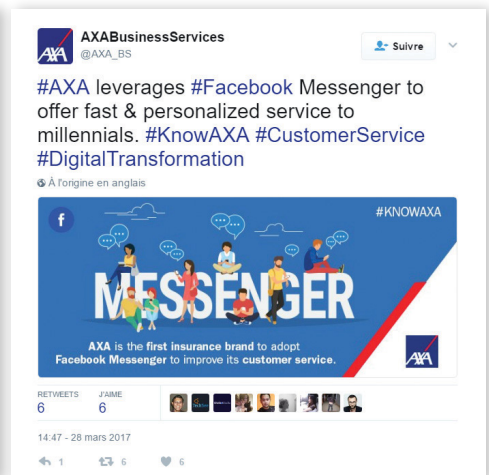 AXABusinessServices
@AXA_BS
Suivre
#AXA leverages #Facebook Messenger to
offer fast & personalized service to
millennials. #KnowAXA #CustomerService
#DigitalTransformation
À l'origine en anglais
f
#KNOWAXA
MESSENGER
AXA is the first insurance brand to adopt
Facebook Messenger to improve its customer service.
AXA
RETWEETS J'AIME
6 6
14:47 - 28 mars 2017
1 6 6